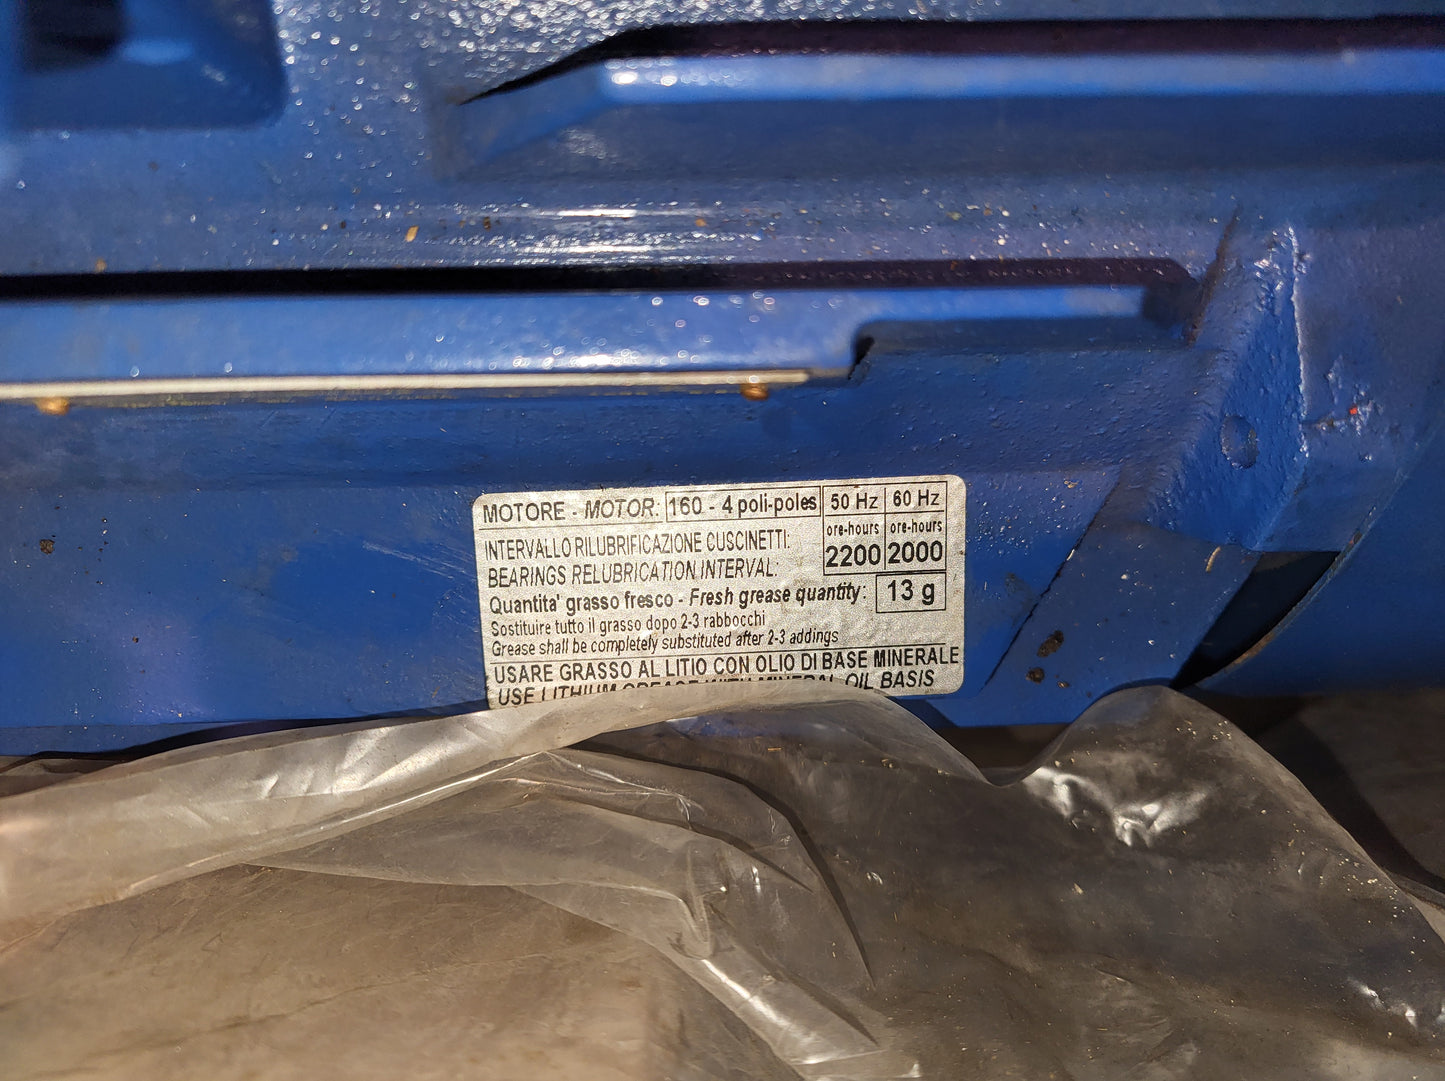 MOTORE - MOTOR: 160 - 4 poli-poles 50 Hz 60 Hz
ore-hours ore-hours
INTERVALLO RILUBRIFICAZIONE CUSCINETTI:
BEARINGS RELUBRICATION INTERVAL: 2200 2000
Quantita' grasso fresco - Fresh grease quantity: 13 g
Sostituire tutto il grasso dopo 2-3 rabbocchi
Grease shall be completely substituted after 2-3 addings
USARE GRASSO AL LITIO CON OLIO DI BASE MINERALE
USE LITHIUM GREASE WITH MINERAL OIL BASIS